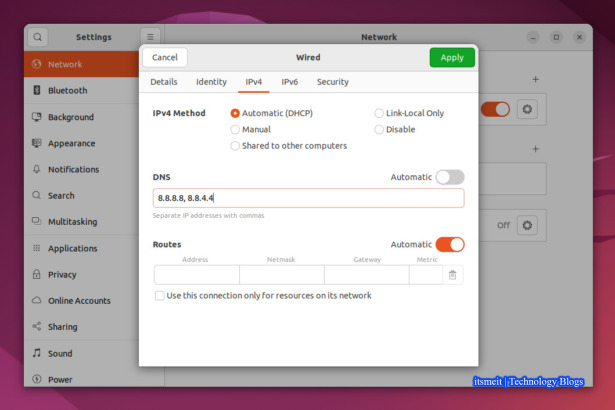 Settings
Network
Cancel
Wired
Apply
Details
Identity
IPv4
IPv6
Security
Network
Bluetooth
Background
Appearance
Notifications
Search
Multitasking
Applications
Privacy
Online Accounts
Sharing
Sound
Power
IPv4 Method
Automatic (DHCP)
Link-Local Only
Manual
Disable
Shared to other computers
DNS
Automatic
8.8.8.8, 8.8.4.4
Separate IP addresses with commas
Routes
Automatic
Address
Netmask
Gateway
Metric
Use this connection only for resources on its network
Off
itsmeit | Technology Blogs